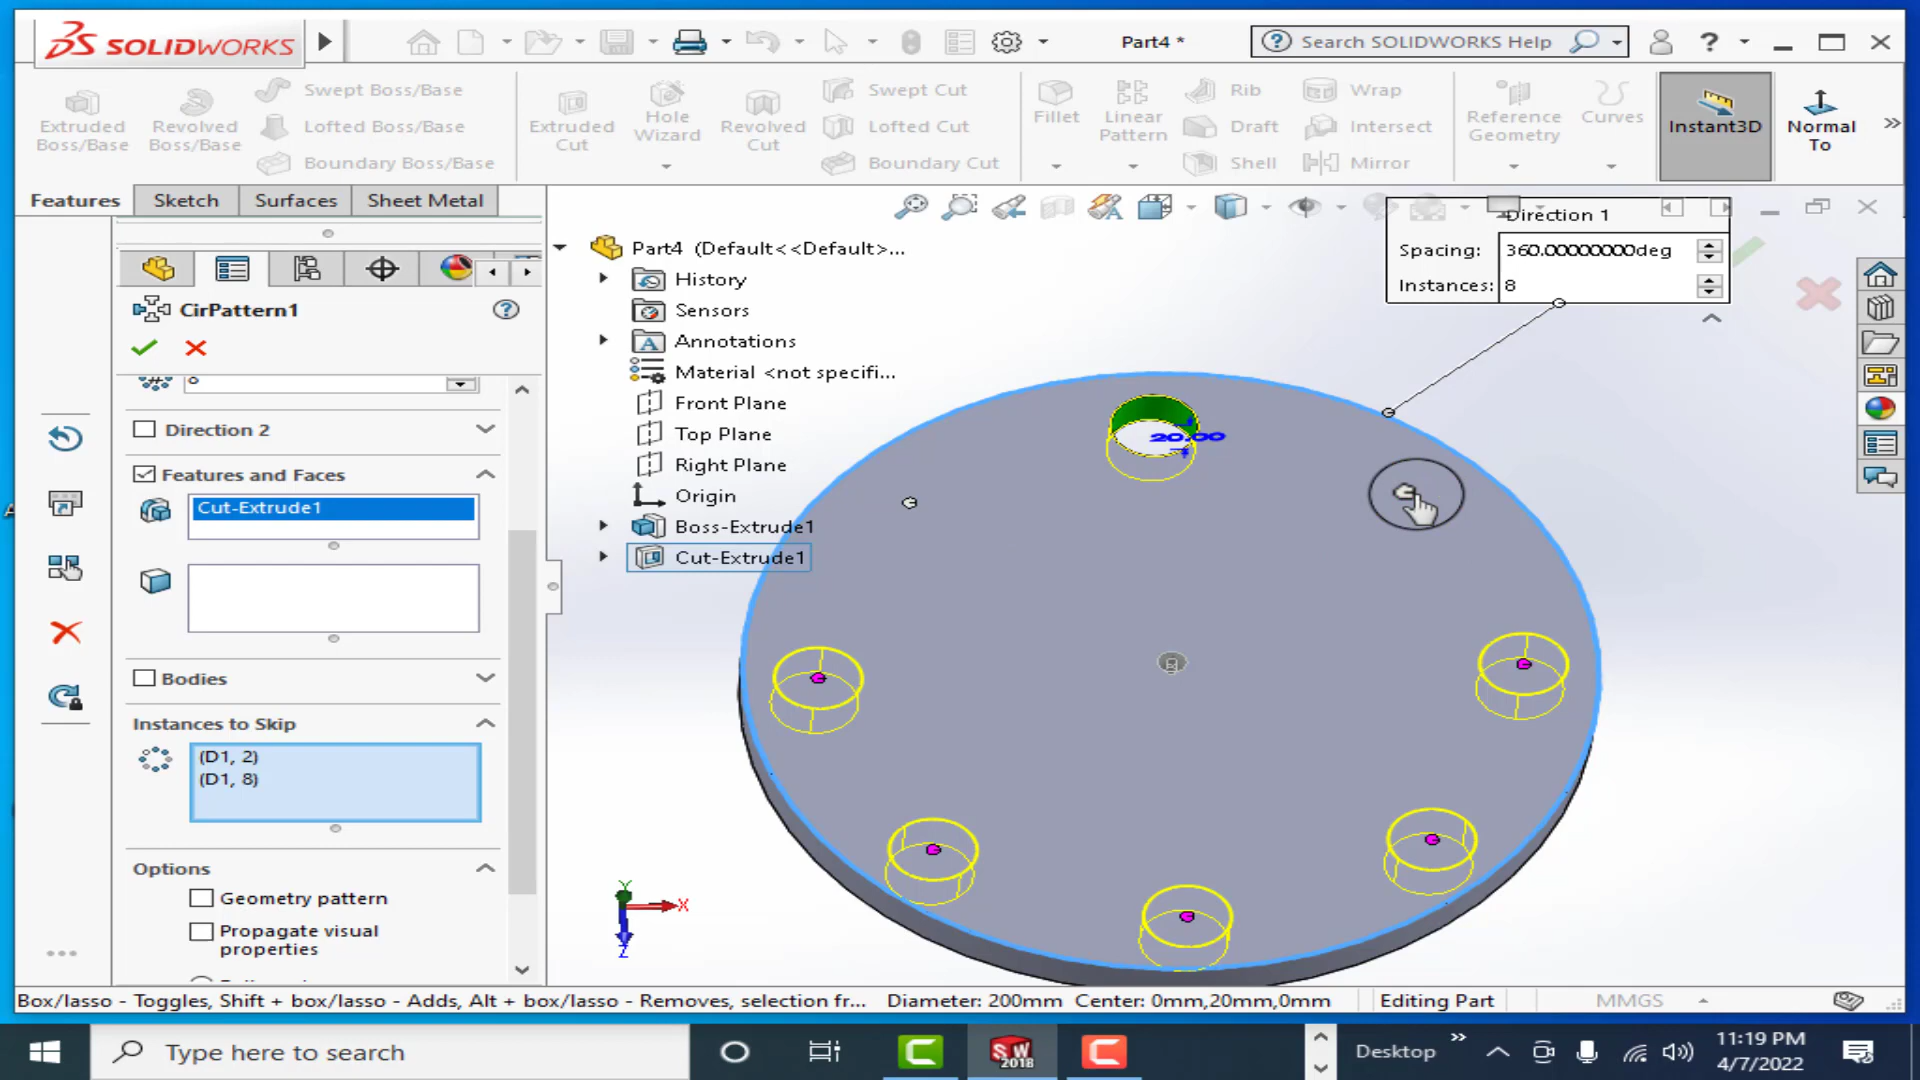 SOLIDWORKS
Part4 *
Search SOLIDWORKS Help
?
Extruded Boss/Base
Revolved Boss/Base
Swept Boss/Base
Lofted Boss/Base
Boundary Boss/Base
Extruded Cut
Hole Wizard
Revolved Cut
Swept Cut
Lofted Cut
Boundary Cut
Fillet
Linear Pattern
Rib
Draft
Shell
Wrap
Intersect
Mirror
Reference Geometry
Curves
Instant3D
Normal To
Features
Sketch
Surfaces
Sheet Metal
CirPattern1
Direction 2
Features and Faces
Cut-Extrude1
Bodies
Instances to Skip
(D1, 2)
(D1, 8)
Options
Geometry pattern
Propagate visual
properties
Part4 (Default<<Default>...
History
Sensors
Annotations
Material <not specifi...
Front Plane
Top Plane
Right Plane
Origin
Boss-Extrude1
Cut-Extrude1
Direction 1
Spacing: 360.00000000deg
Instances: 8
20.00
Y
X
Z
Box/lasso - Toggles, Shift + box/lasso - Adds, Alt + box/lasso - Removes, selection fr... Diameter: 200mm Center: 0mm,20mm,0mm Editing Part MMGS
Type here to search
SW 2018
Desktop
11:19 PM
4/7/2022